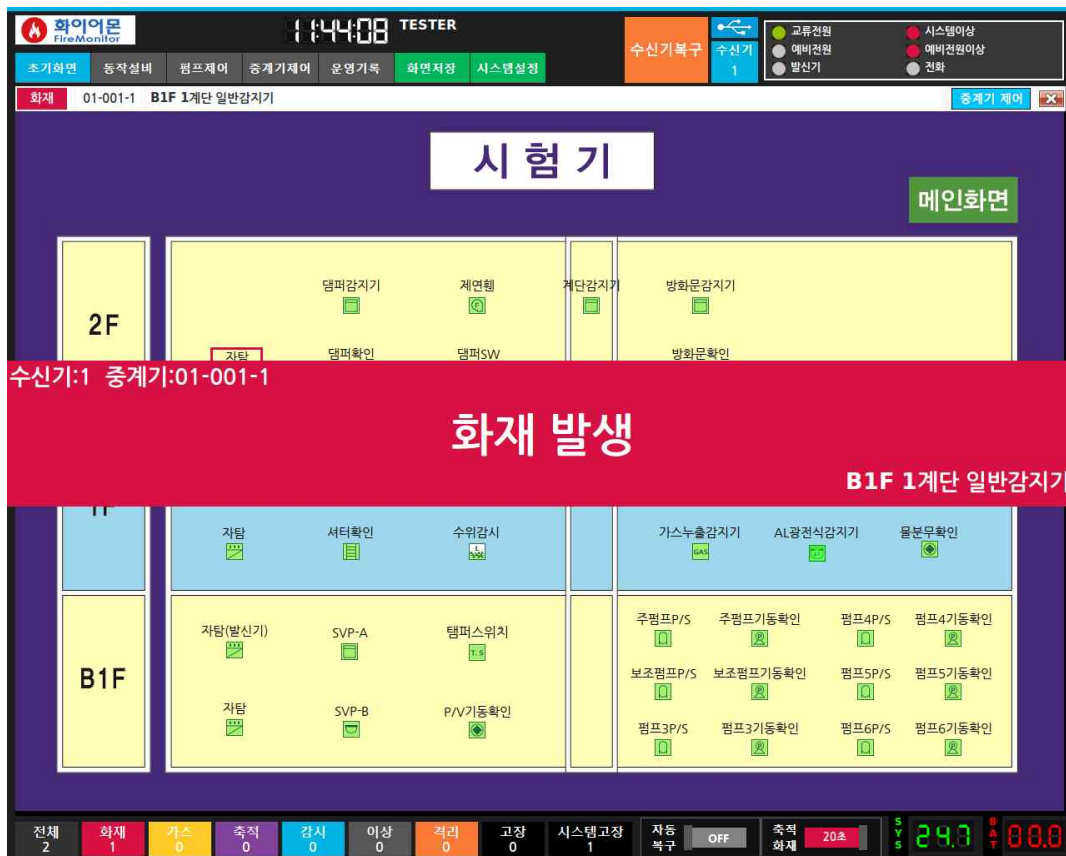 화이어몬
FireMonitor
11:44:08 TESTER
수신기복구
수신기
1
교류전원
예비전원
발신기
시스템이상
예비전원이상
전화
초기화면 동작설비 펌프제어 중계기제어 운영기록 화면저장 시스템설정
화재 01-001-1 B1F 1계단 일반감지기 중계기 제어
시 험 기
메인화면
2F
댐퍼감지기 제연휀 계단감지기 방화문감지기
자탐 댐퍼확인 댐퍼SW 방화문확인
수신기:1 중계기:01-001-1
화재 발생
B1F 1계단 일반감지기
1F
자탐 셔터확인 수위감시 가스누출감지기 AL광전식감지기 물분무확인
GAS
B1F
자탐(발신기) SVP-A 탬퍼스위치
T.S
자탐 SVP-B P/V기동확인
주펌프P/S 주펌프기동확인 펌프4P/S 펌프4기동확인
보조펌프P/S 보조펌프기동확인 펌프5P/S 펌프5기동확인
펌프3P/S 펌프3기동확인 펌프6P/S 펌프6기동확인
전체 화재 가스 축적 감시 이상 격리 고장 시스템고장
2 1 0 0 0 0 0 0 1
자동
복구
OFF
축적
화재
20초
SYS 24.7
BAT 00.0